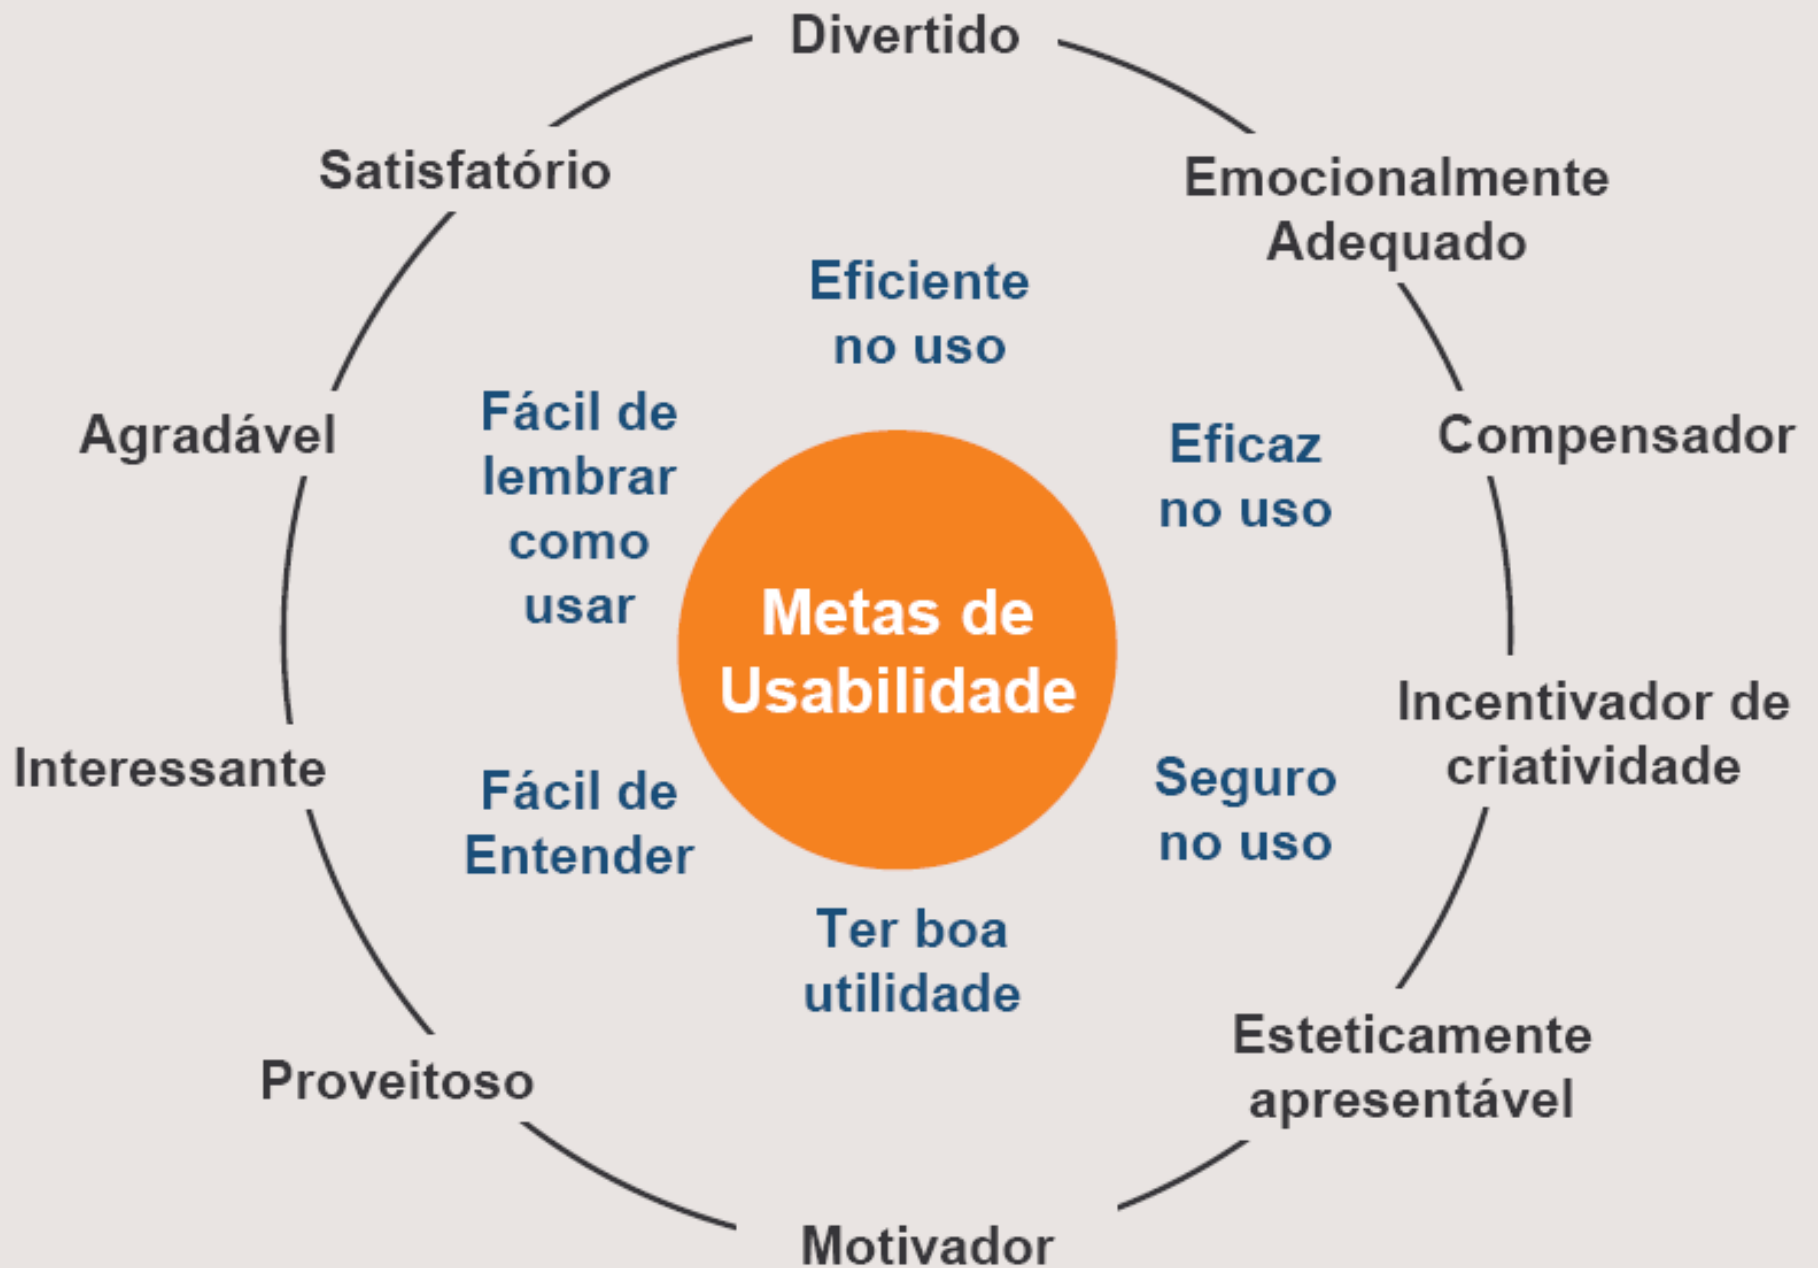 Divertido
Satisfatório
Emocionalmente
Adequado
Eficiente
no uso
Fácil de
lembrar
como
usar
Agradável
Eficaz
no uso
Compensador
Metas de
Usabilidade
Incentivador de
criatividade
Interessante
Fácil de
Entender
Seguro
no uso
Ter boa
utilidade
Esteticamente
apresentável
Proveitoso
Motivador